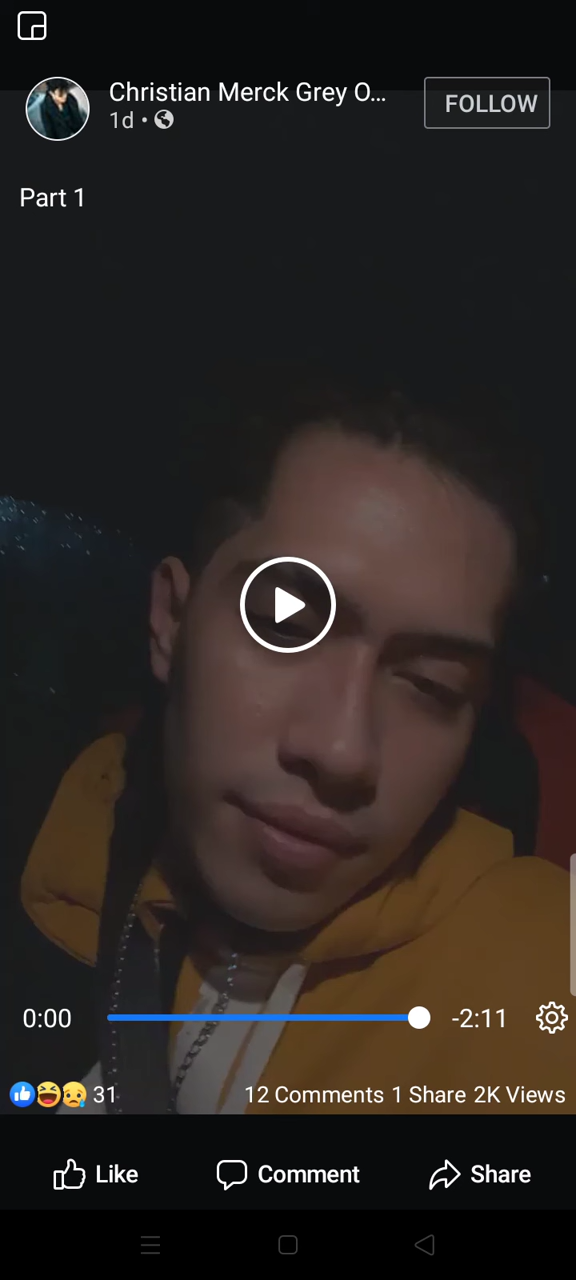 Christian Merck Grey O...
FOLLOW
1d •
Part 1
0:00
-2:11
31
12 Comments 1 Share 2K Views
Like
Comment
Share